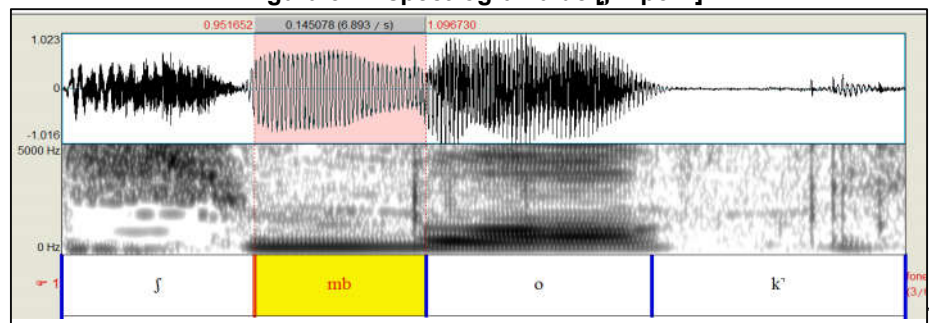 0.951652 0.145078 (6.893 / s) 1.096730
1.023
0
-1.016
5000 Hz
0 Hz
☞ 1 ʃ mb o k̚